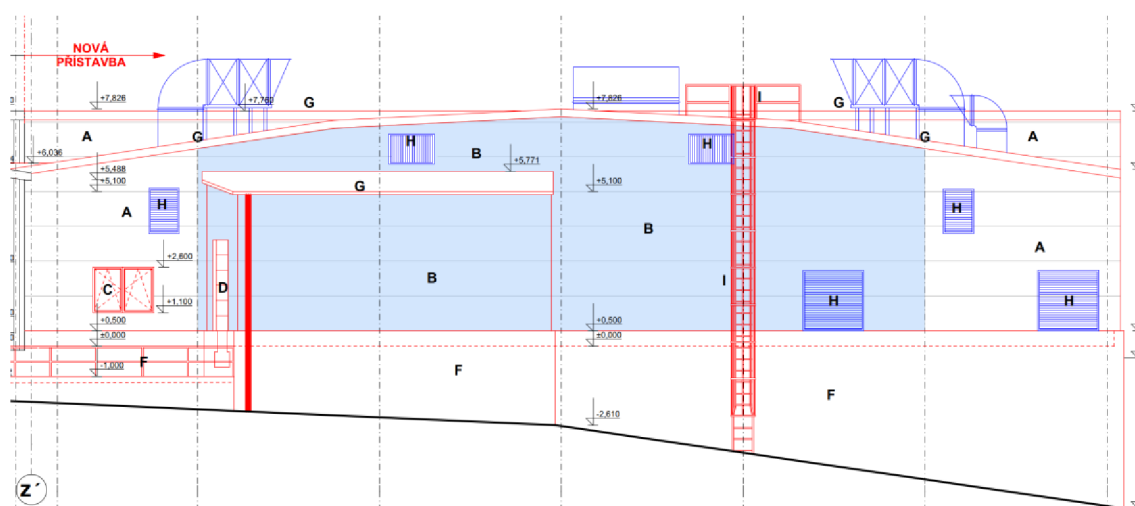 NOVÁ
PŘÍSTAVBA
+7,826
+7,762
G
+7,826
I
G
A
G
H
B
H
G
A
+6,036
+5,488
+5,100
+5,771
G
+5,100
H
A
H
B
A
+2,600
C
D
B
I
H
H
+1,100
+0,500
±0,000
+0,500
±0,000
F
-1,000
F
F
-2,610
Z´